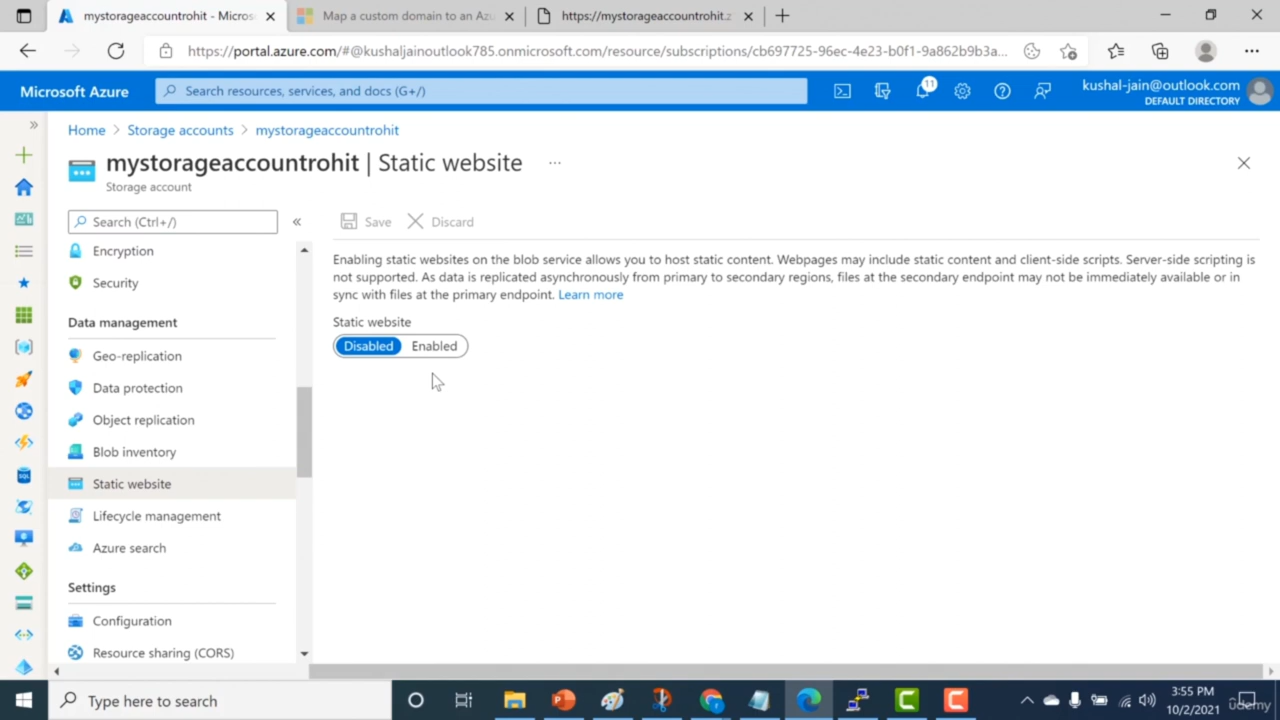 mystorageaccountrohit - Micros
Map a custom domain to an Azu
https://mystorageaccountrohit.z
https://portal.azure.com/#@kushaljainoutlook785.onmicrosoft.com/resource/subscriptions/cb697725-96ec-4e23-b0f1-9a862b9b3a...
Microsoft Azure
Search resources, services, and docs (G+/)
11
kushal-jain@outlook.com
DEFAULT DIRECTORY
Home > Storage accounts > mystorageaccountrohit
mystorageaccountrohit | Static website ...
Storage account
Search (Ctrl+/)
«
Encryption
Security
Data management
Geo-replication
Data protection
Object replication
Blob inventory
Static website
Lifecycle management
Azure search
Settings
Configuration
Resource sharing (CORS)
Save
Discard
Enabling static websites on the blob service allows you to host static content. Webpages may include static content and client-side scripts. Server-side scripting is
not supported. As data is replicated asynchronously from primary to secondary regions, files at the secondary endpoint may not be immediately available or in
sync with files at the primary endpoint. Learn more
Static website
Disabled Enabled
Type here to search
3:55 PM
10/2/2021
udemy